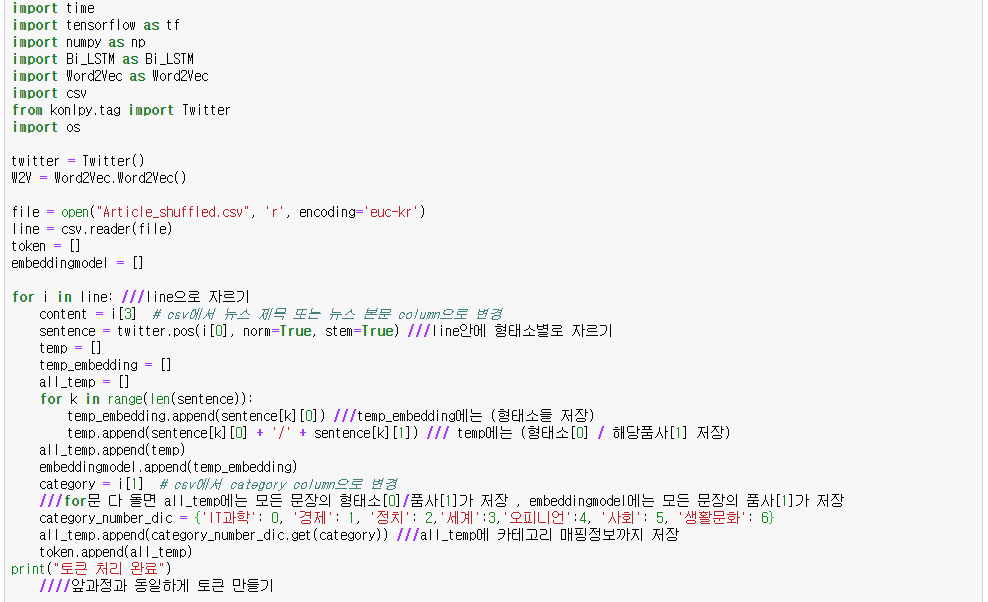 import time
import tensorflow as tf
import numpy as np
import Bi_LSTM as Bi_LSTM
import Word2Vec as Word2Vec
import csv
from konlpy.tag import Twitter
import os
twitter = Twitter()
W2V = Word2Vec.Word2Vec()
file = open("Article_shuffled.csv", 'r', encoding='euc-kr')
line = csv.reader(file)
token = []
embeddingmodel = []
for i in line: ///line으로 자르기
content = i[3] # csv에서 뉴스 제목 또는 뉴스 본문 column으로 변경
sentence = twitter.pos(i[0], norm=True, stem=True) ///line안에 형태소별로 자르기
temp = []
temp_embedding = []
all_temp = []
for k in range(len(sentence)):
temp_embedding.append(sentence[k][0]) ///temp_embedding에는 (형태소들 저장)
temp.append(sentence[k][0] + '/' + sentence[k][1]) /// temp에는 (형태소[0] / 해당품사[1] 저장)
all_temp.append(temp)
embeddingmodel.append(temp_embedding)
category = i[1] # csv에서 category column으로 변경
///for문 다 돌면 all_temp에는 모든 문장의 형태소[0]/품사[1]가 저장 , embeddingmodel에는 모든 문장의 품사[1]가 저장
category_number_dic = {'IT과학': 0, '경제': 1, '정치': 2,'세계':3,'오피니언':4, '사회': 5, '생활문화': 6}
all_temp.append(category_number_dic.get(category)) ///all_temp에 카테고리 매핑정보까지 저장
token.append(all_temp)
print("토큰 처리 완료")
////앞과정과 동일하게 토큰 만들기